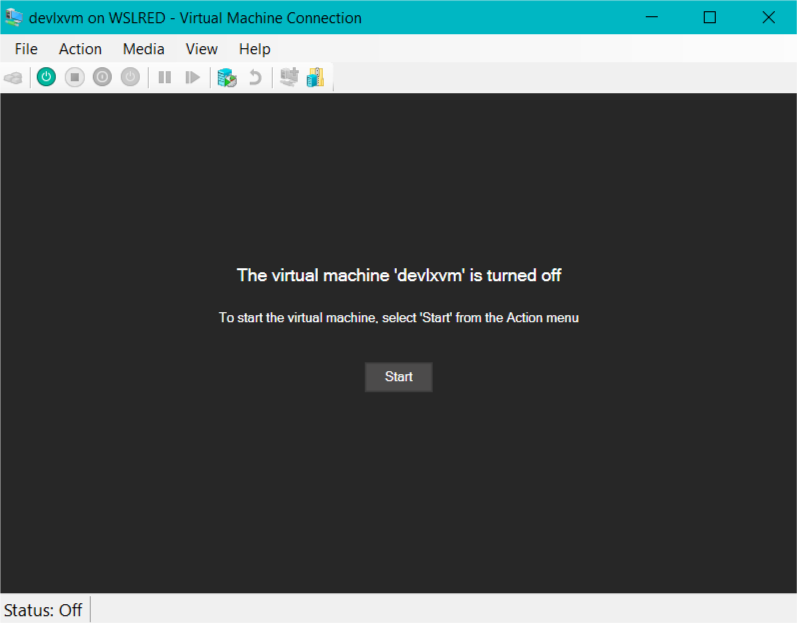 devlxvm on WSLRED - Virtual Machine Connection
File Action Media View Help
The virtual machine 'devlxvm' is turned off
To start the virtual machine, select 'Start' from the Action menu
Start
Status: Off